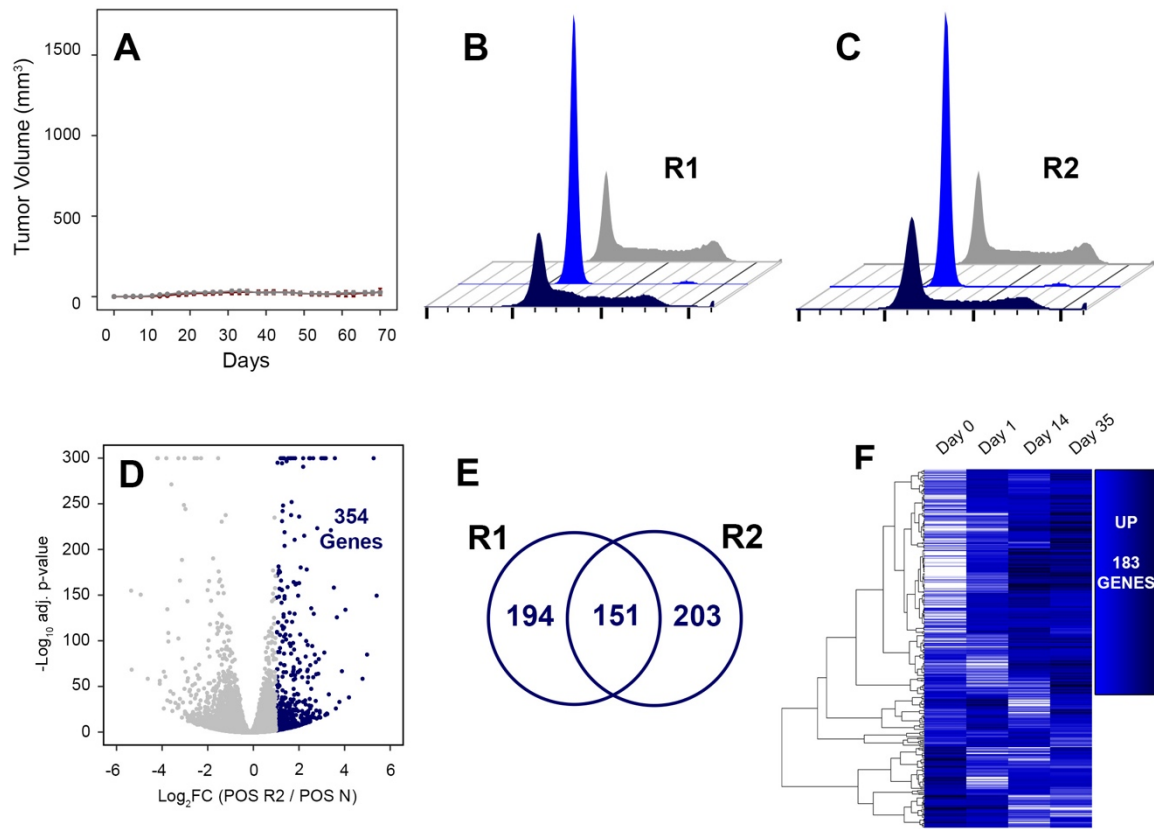 A
Tumor Volume (mm³)
1500
1000
500
0
0 10 20 30 40 50 60 70
Days
B
R1
C
R2
D
-Log₁₀ adj. p-value
300
250
200
150
100
50
0
354
Genes
-6 -4 -2 0 2 4 6
Log₂FC (POS R2 / POS N)
E
R1
R2
194
151
203
F
Day 0
Day 1
Day 14
Day 35
UP
183
GENES